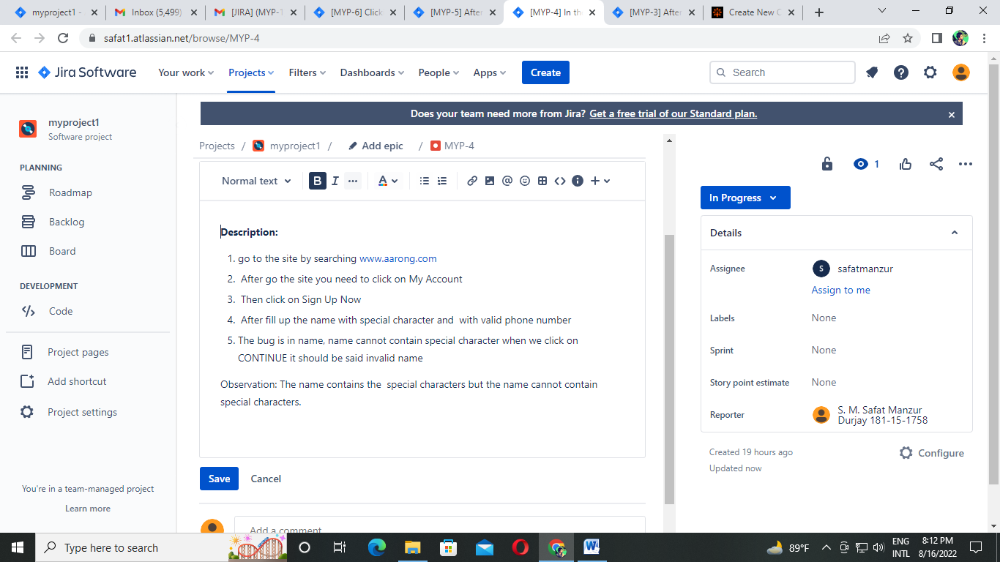 myproject1 -
Inbox (5,499)
[JIRA] (MYP-1
[MYP-6] Click
[MYP-5] After
[MYP-4] In th
[MYP-3] After
Create New C
safat1.atlassian.net/browse/MYP-4
Jira Software
Your work
Projects
Filters
Dashboards
People
Apps
Create
Search
myproject1
Software project
PLANNING
Roadmap
Backlog
Board
DEVELOPMENT
Code
Project pages
Add shortcut
Project settings
You're in a team-managed project
Learn more
Does your team need more from Jira? Get a free trial of our Standard plan.
Projects / myproject1 / Add epic / MYP-4
Normal text
Description:
1. go to the site by searching www.aarong.com
2. After go the site you need to click on My Account
3. Then click on Sign Up Now
4. After fill up the name with special character and with valid phone number
5. The bug is in name, name cannot contain special character when we click on
CONTINUE it should be said invalid name
Observation: The name contains the special characters but the name cannot contain
special characters.
Save
Cancel
Add a comment
1
In Progress
Details
Assignee
S
safatmanzur
Assign to me
Labels
None
Sprint
None
Story point estimate
None
Reporter
S. M. Safat Manzur
Durjay 181-15-1758
Created 19 hours ago
Updated now
Configure
Type here to search
89°F
ENG
INTL
8:12 PM
8/16/2022